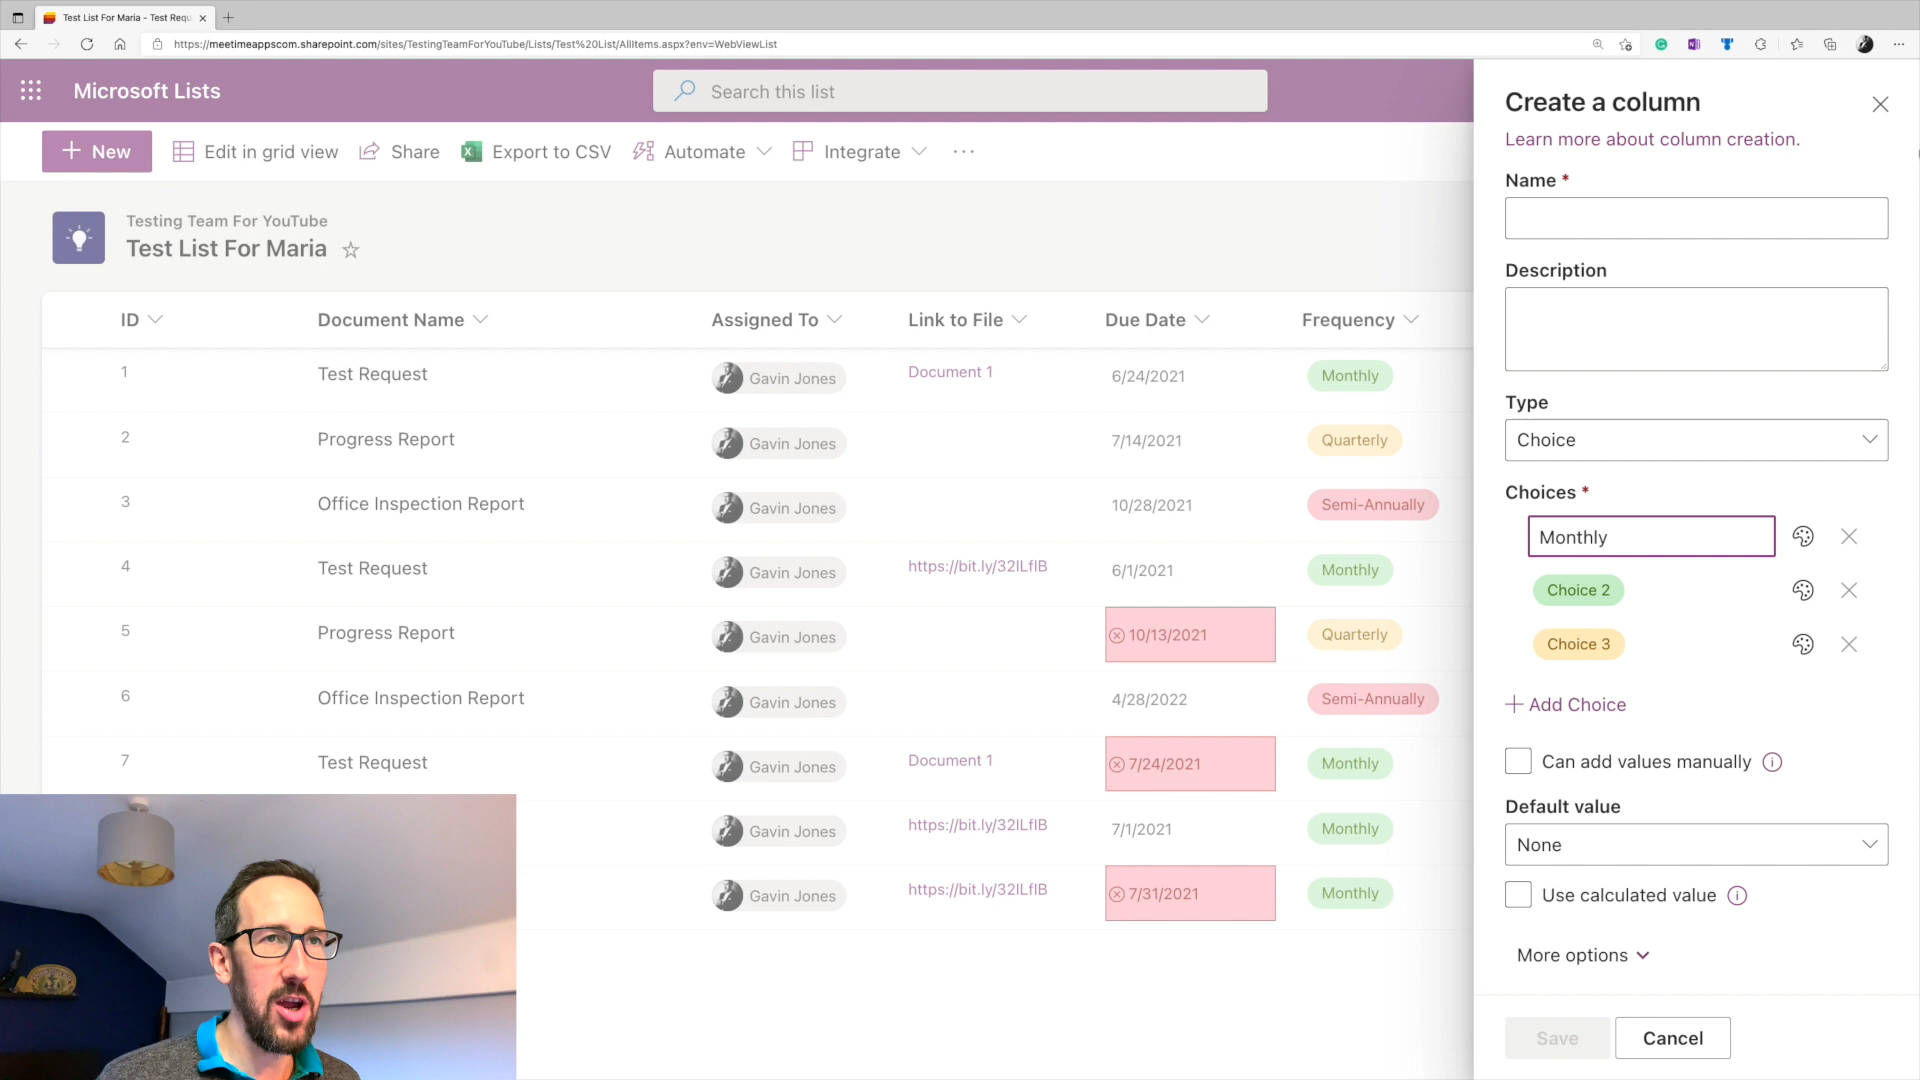 Test List For Maria - Test Requ
https://meetimeappscom.sharepoint.com/sites/TestingTeamForYouTube/Lists/Test%20List/AllItems.aspx?env=WebViewList
Microsoft Lists
Search this list
New
Edit in grid view
Share
Export to CSV
Automate
Integrate
Testing Team For YouTube
Test List For Maria
ID
Document Name
Assigned To
Link to File
Due Date
Frequency
1 Test Request Gavin Jones Document 1 6/24/2021 Monthly
2 Progress Report Gavin Jones 7/14/2021 Quarterly
3 Office Inspection Report Gavin Jones 10/28/2021 Semi-Annually
4 Test Request Gavin Jones https://bit.ly/32ILfIB 6/1/2021 Monthly
5 Progress Report Gavin Jones 10/13/2021 Quarterly
6 Office Inspection Report Gavin Jones 4/28/2022 Semi-Annually
7 Test Request Gavin Jones Document 1 7/24/2021 Monthly
Gavin Jones https://bit.ly/32ILfIB 7/1/2021 Monthly
Gavin Jones https://bit.ly/32ILfIB 7/31/2021 Monthly
Create a column
Learn more about column creation.
Name *
Description
Type
Choice
Choices *
Monthly
Choice 2
Choice 3
Add Choice
Can add values manually
Default value
None
Use calculated value
More options
Save
Cancel